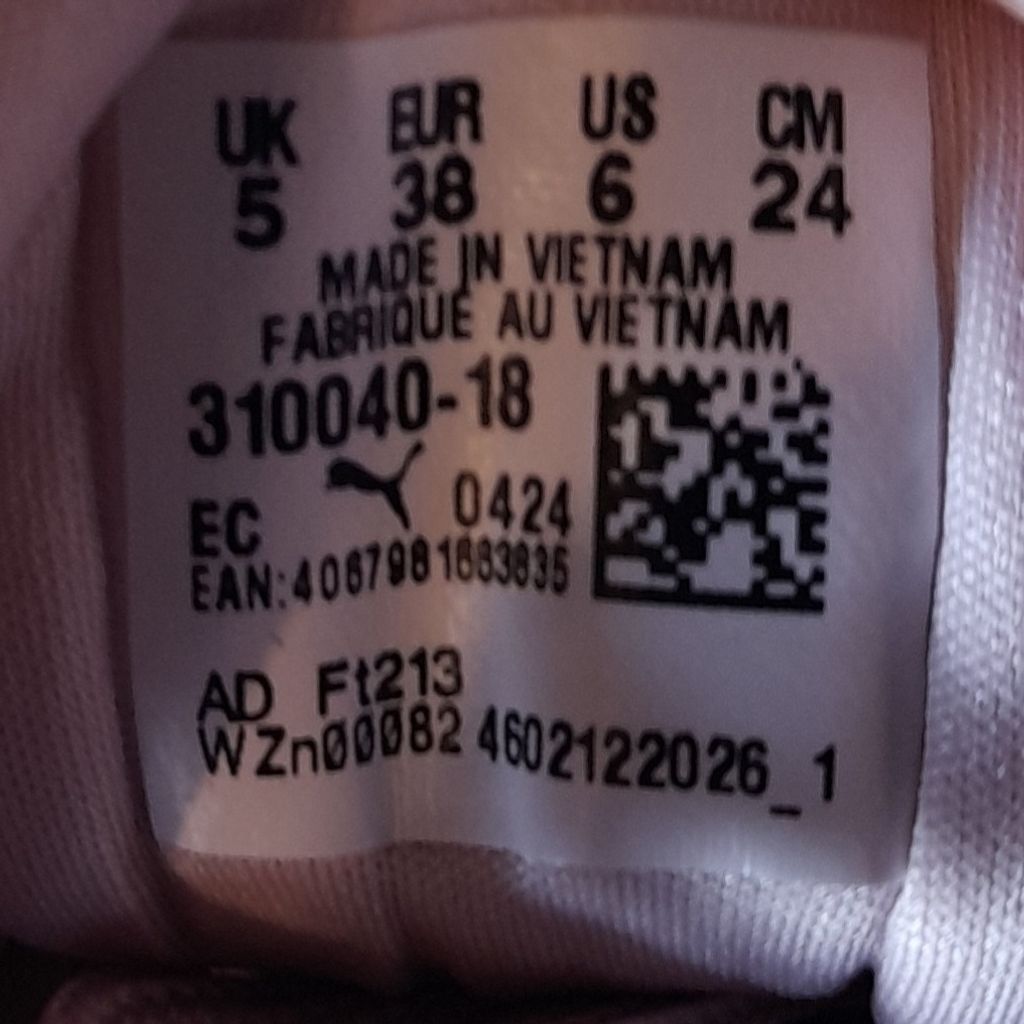 UK EUR US CM
5 38 6 24
MADE IN VIETNAM
FABRIQUÉ AU VIETNAM
310040-18
EC 0424
EAN:4067981683835
AD Ft213
WZn00082 4602122026_1